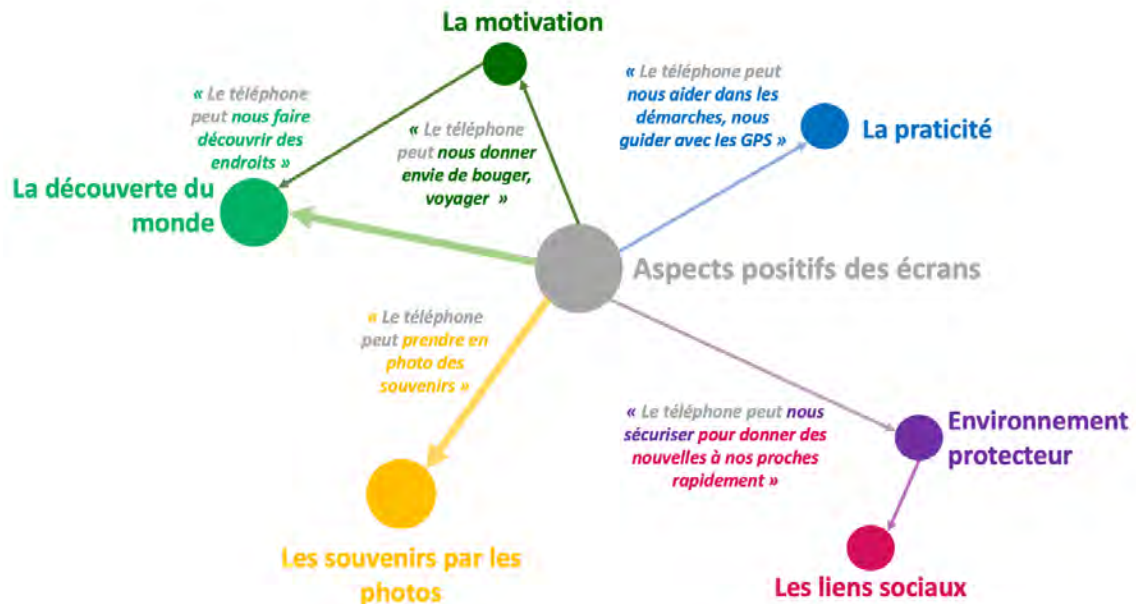 La motivation
« Le téléphone
peut nous faire
découvrir des
endroits »
« Le téléphone peut
nous aider dans les
démarches, nous
guider avec les GPS »
La praticité
« Le téléphone
peut nous donner
envie de bouger,
voyager »
La découverte du
monde
Aspects positifs des écrans
« Le téléphone
peut prendre en
photo des
souvenirs »
« Le téléphone peut nous
sécuriser pour donner des
nouvelles à nos proches
rapidement »
Environnement
protecteur
Les souvenirs par les
photos
Les liens sociaux